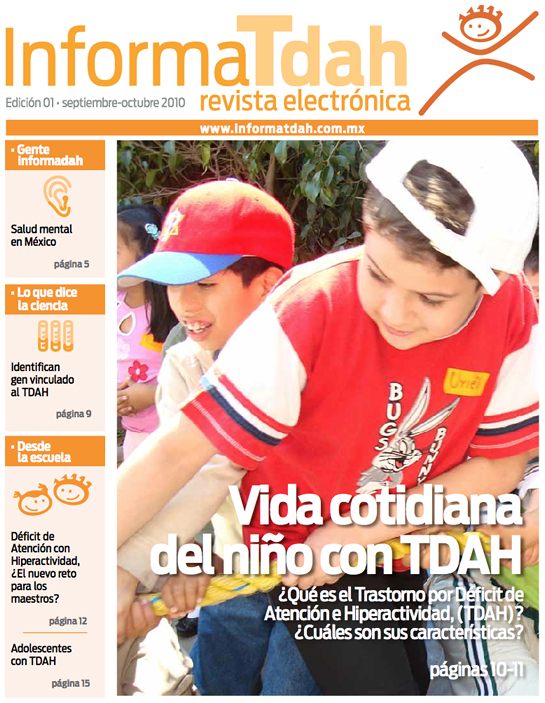 InformaTdah
Edición 01 • septiembre-octubre 2010
revista electrónica
www.informatdah.com.mx
• Gente
Informadah
Salud mental
en México
página 5
• Lo que dice
la ciencia
Identifican
gen vinculado
al TDAH
página 9
• Desde
la escuela
Déficit de
Atención con
Hiperactividad,
¿El nuevo reto
para los
maestros?
página 12
Adolescentes
con TDAH
página 15
Uriel
BUGS
BUNNY
Vida cotidiana
del niño con TDAH
¿Qué es el Trastorno por Déficit de
Atención e Hiperactividad, (TDAH)?
¿Cuáles son sus características?
páginas 10-11